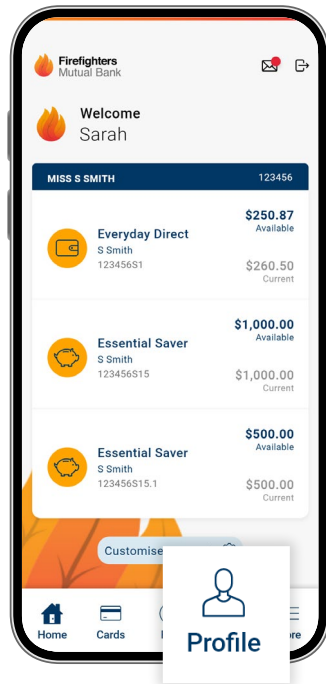 Firefighters
Mutual Bank
Welcome
Sarah
MISS S SMITH 123456
Everyday Direct
S Smith
123456S1
$250.87
Available
$260.50
Current
Essential Saver
S Smith
123456S15
$1,000.00
Available
$1,000.00
Current
Essential Saver
S Smith
123456S15.1
$500.00
Available
$500.00
Current
Customise
Home
Cards
Profile